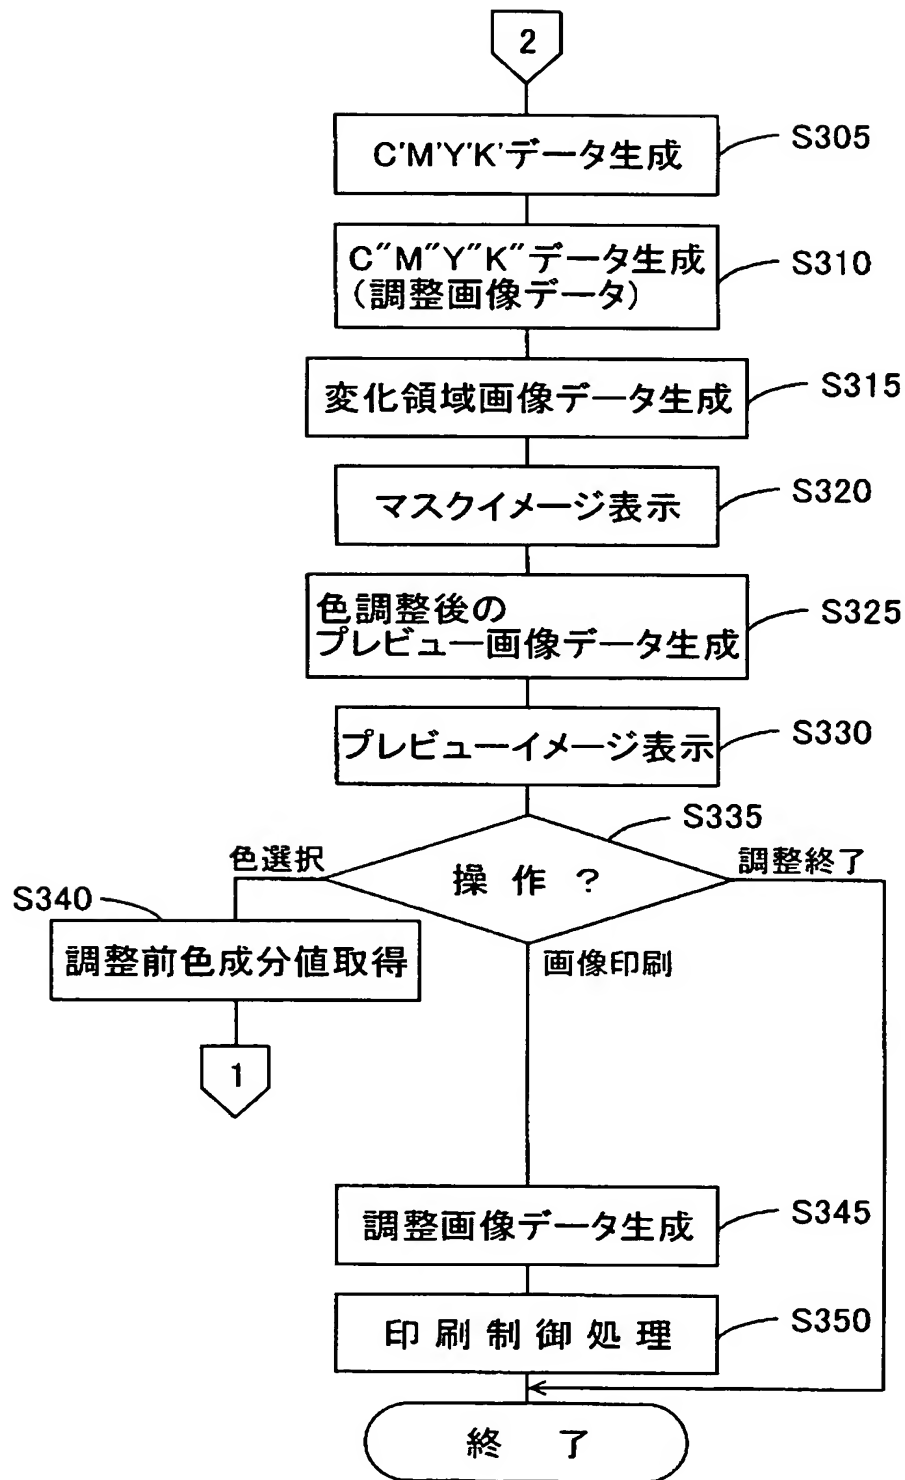 2
C'M'Y'K'データ生成
S305
C"M"Y"K"データ生成
(調整画像データ)
S310
変化領域画像データ生成
S315
マスクイメージ表示
S320
色調整後の
プレビュー画像データ生成
S325
プレビューイメージ表示
S330
S335
色選択
操作?
調整終了
S340
調整前色成分値取得
画像印刷
1
調整画像データ生成
S345
印刷制御処理
S350
終了